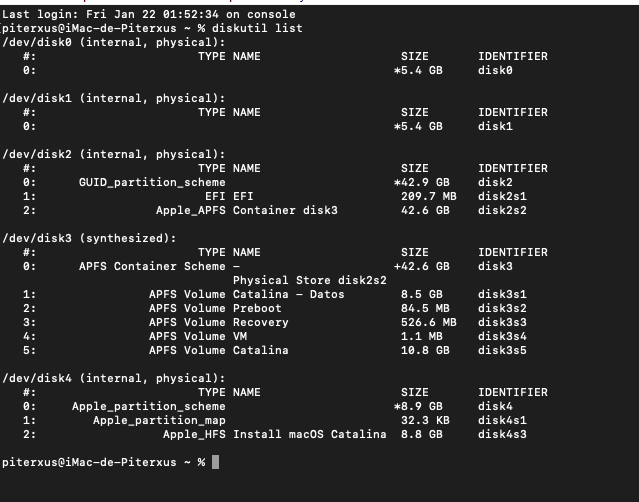 Last login: Fri Jan 22 01:52:34 on console
[piterxus@iMac-de-Piterxus ~ % diskutil list
/dev/disk0 (internal, physical):
#: TYPE NAME SIZE IDENTIFIER
0: *5.4 GB disk0
/dev/disk1 (internal, physical):
#: TYPE NAME SIZE IDENTIFIER
0: *5.4 GB disk1
/dev/disk2 (internal, physical):
#: TYPE NAME SIZE IDENTIFIER
0: GUID_partition_scheme *42.9 GB disk2
1: EFI EFI 209.7 MB disk2s1
2: Apple_APFS Container disk3 42.6 GB disk2s2
/dev/disk3 (synthesized):
#: TYPE NAME SIZE IDENTIFIER
0: APFS Container Scheme - +42.6 GB disk3
Physical Store disk2s2
1: APFS Volume Catalina - Datos 8.5 GB disk3s1
2: APFS Volume Preboot 84.5 MB disk3s2
3: APFS Volume Recovery 526.6 MB disk3s3
4: APFS Volume VM 1.1 MB disk3s4
5: APFS Volume Catalina 10.8 GB disk3s5
/dev/disk4 (internal, physical):
#: TYPE NAME SIZE IDENTIFIER
0: Apple_partition_scheme *8.9 GB disk4
1: Apple_partition_map 32.3 KB disk4s1
2: Apple_HFS Install macOS Catalina 8.8 GB disk4s3
piterxus@iMac-de-Piterxus ~ %